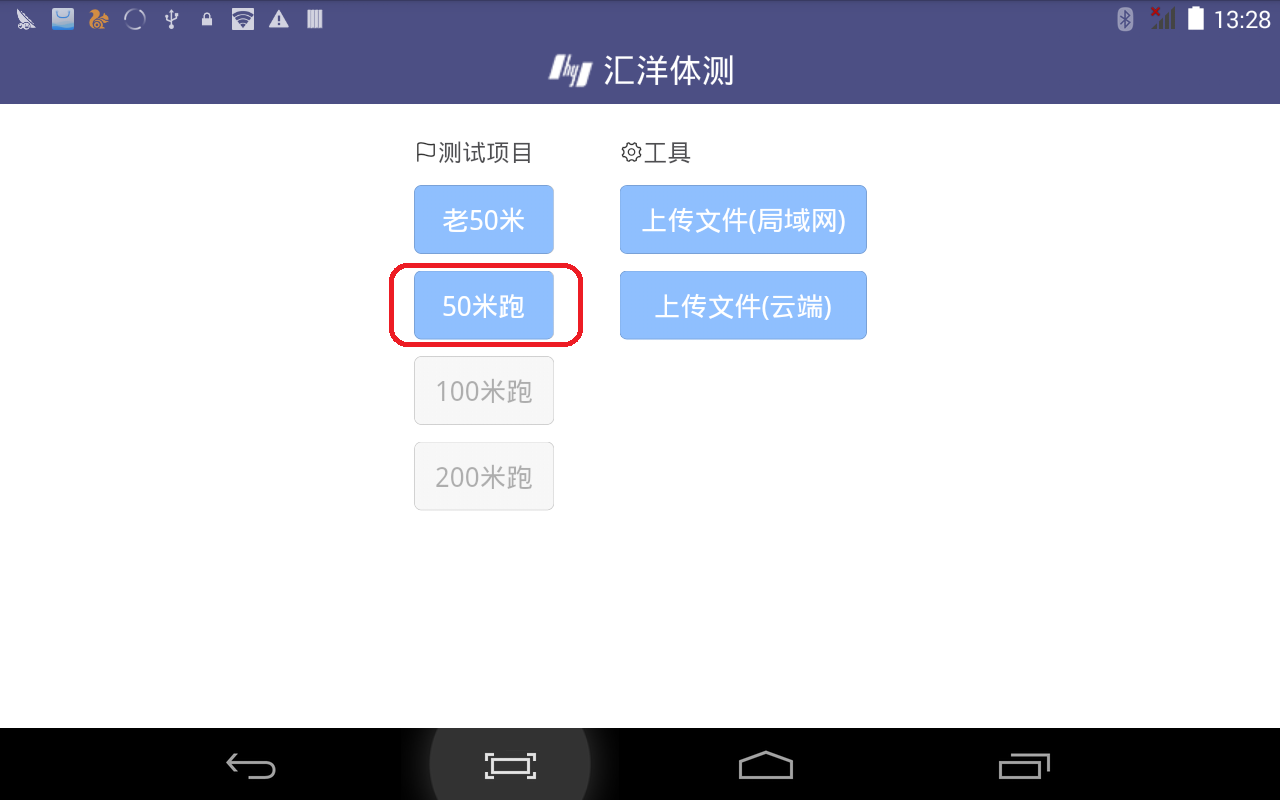 13:28
hy 汇洋体测
测试项目
老50米
50米跑
100米跑
200米跑
工具
上传文件(局域网)
上传文件(云端)